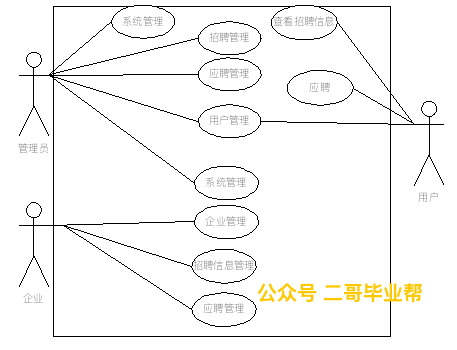 系统管理
查看招聘信息
招聘管理
应聘管理
应聘
用户管理
管理员
系统管理
用户
企业管理
招聘信息管理
企业
应聘管理
公众号 二哥毕业帮